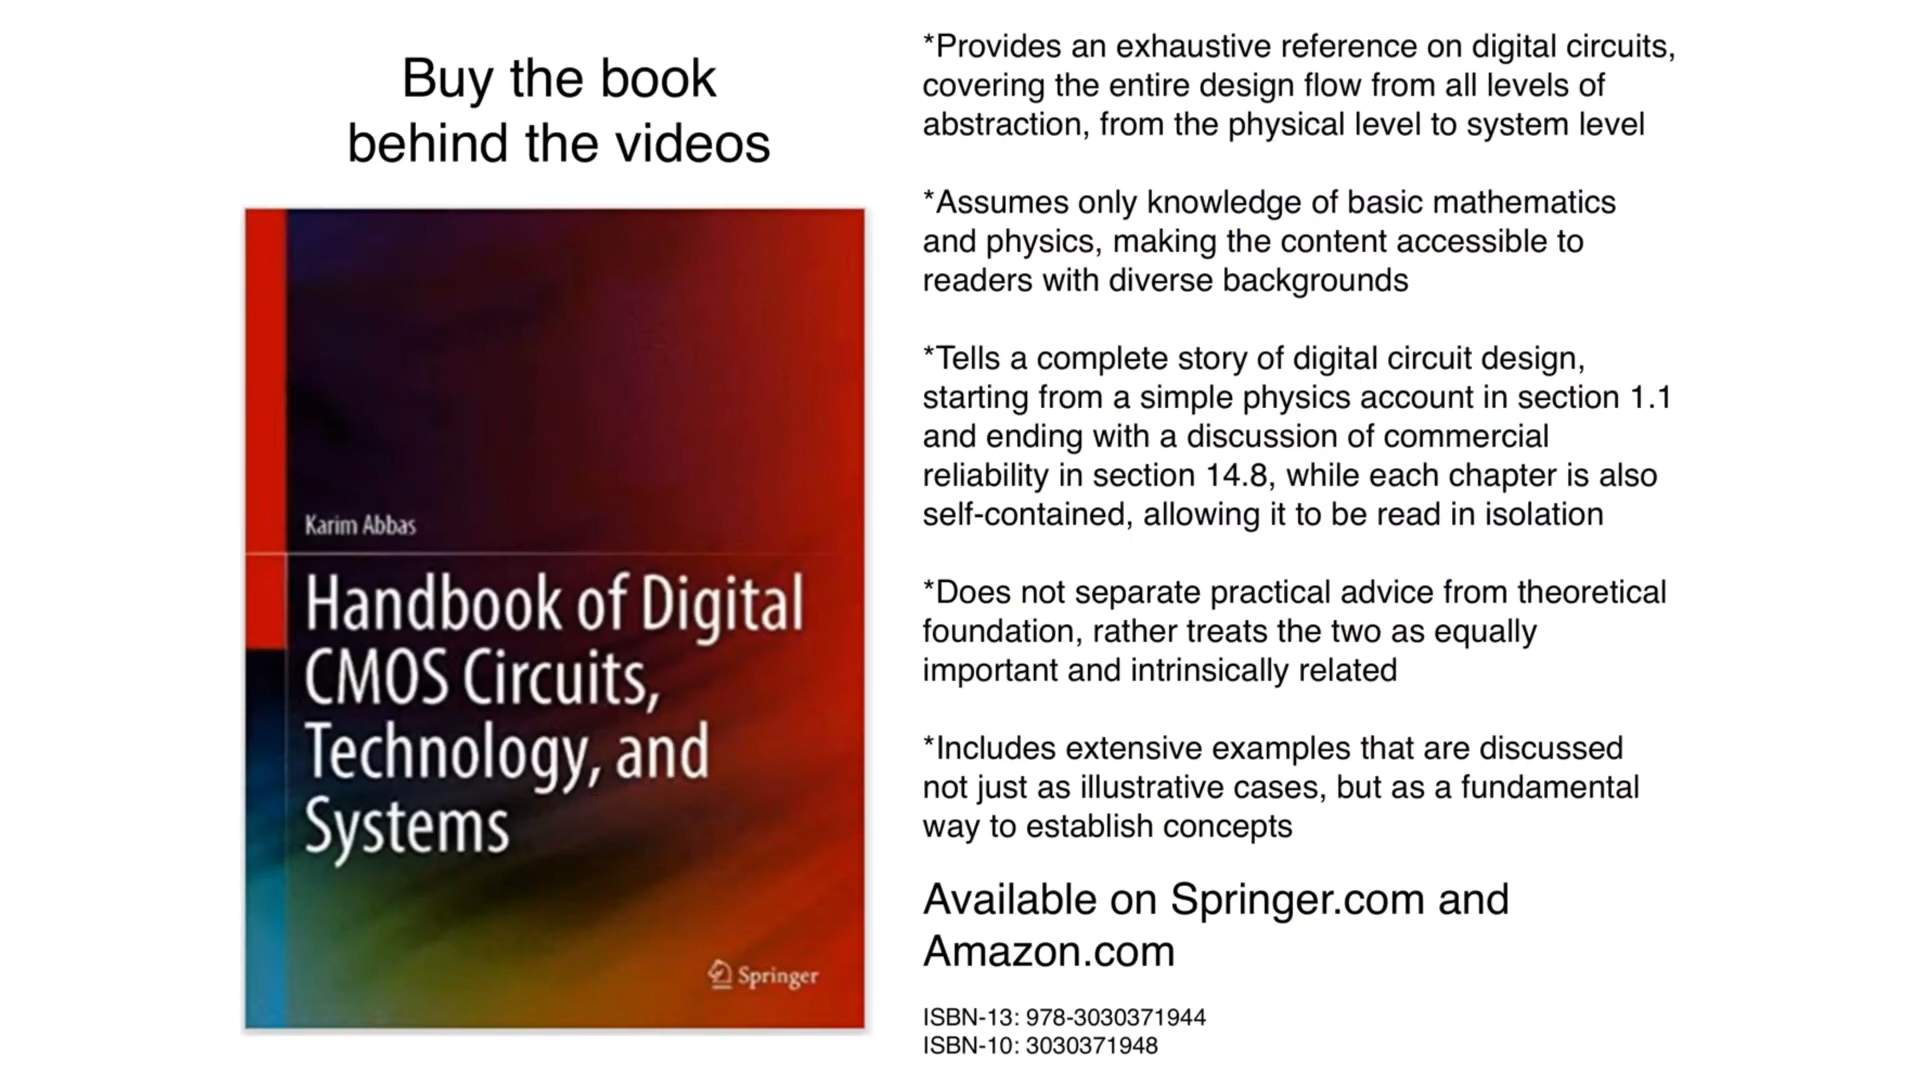 Buy the book
behind the videos
Karim Abbas
Handbook of Digital
CMOS Circuits,
Technology, and
Systems
Springer
*Provides an exhaustive reference on digital circuits,
covering the entire design flow from all levels of
abstraction, from the physical level to system level
*Assumes only knowledge of basic mathematics
and physics, making the content accessible to
readers with diverse backgrounds
*Tells a complete story of digital circuit design,
starting from a simple physics account in section 1.1
and ending with a discussion of commercial
reliability in section 14.8, while each chapter is also
self-contained, allowing it to be read in isolation
*Does not separate practical advice from theoretical
foundation, rather treats the two as equally
important and intrinsically related
*Includes extensive examples that are discussed
not just as illustrative cases, but as a fundamental
way to establish concepts
Available on Springer.com and
Amazon.com
ISBN-13: 978-3030371944
ISBN-10: 3030371948